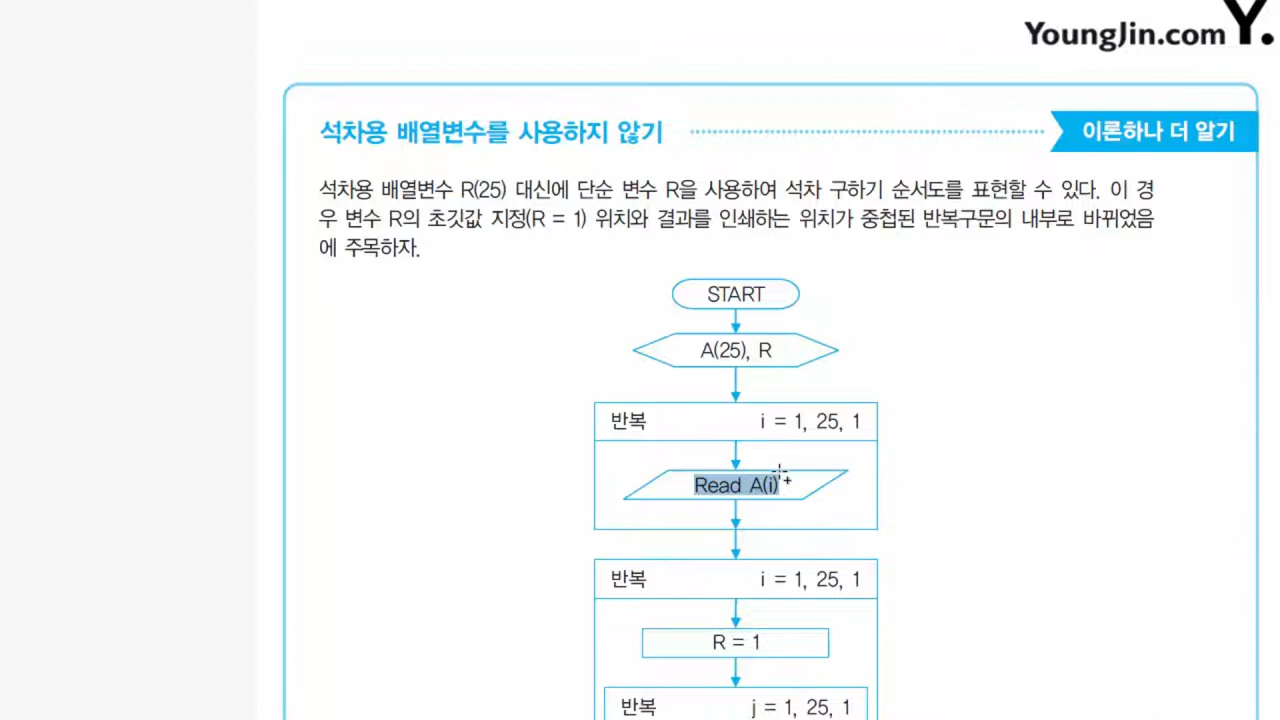 YoungJin.com Y.
석차용 배열변수를 사용하지 않기
이론하나 더 알기
석차용 배열변수 R(25) 대신에 단순 변수 R을 사용하여 석차 구하기 순서도를 표현할 수 있다. 이 경
우 변수 R의 초깃값 지정(R = 1) 위치와 결과를 인쇄하는 위치가 중첩된 반복구문의 내부로 바뀌었음
에 주목하자.
START
A(25), R
반복 i = 1, 25, 1
Read A(i)
반복 i = 1, 25, 1
R = 1
반복 j = 1, 25, 1